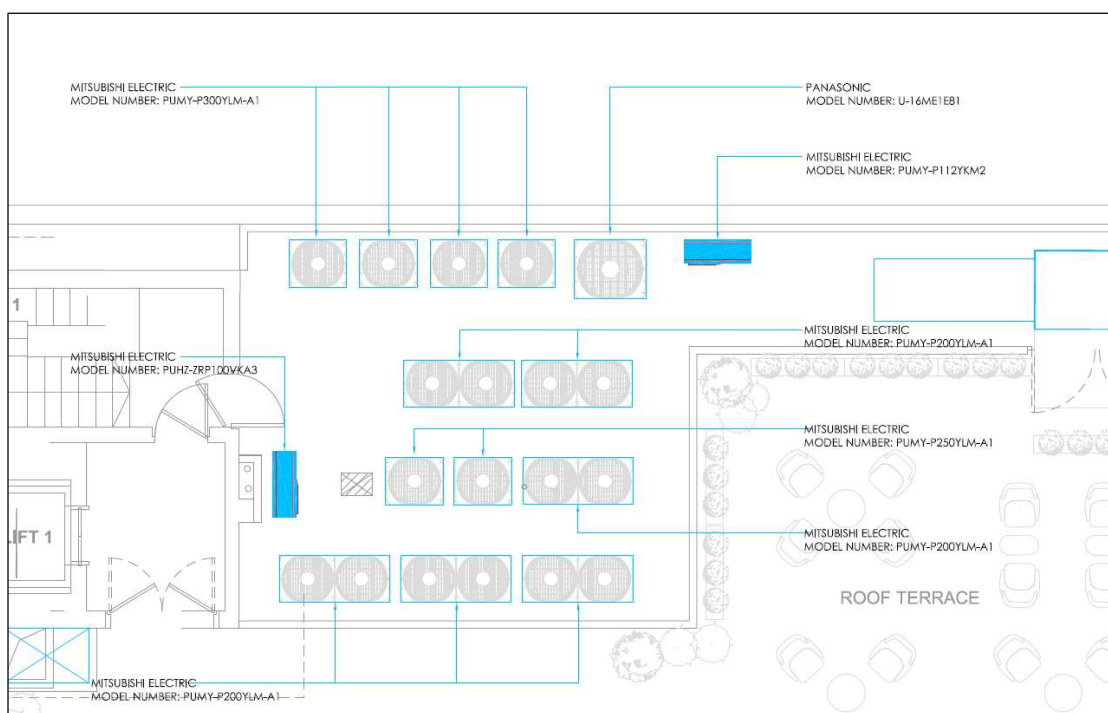 MITSUBISHI ELECTRIC
MODEL NUMBER: PUMY-P300YLM-A1
PANASONIC
MODEL NUMBER: U-16ME1E81
MITSUBISHI ELECTRIC
MODEL NUMBER: PUMY-P112YKM2
1
MITSUBISHI ELECTRIC
MODEL NUMBER: PUMY-P200YLM-A1
MITSUBISHI ELECTRIC
MODEL NUMBER: PUHZ-ZRP100VKA3
MITSUBISHI ELECTRIC
MODEL NUMBER: PUMY-P250YLM-A1
LIFT 1
MITSUBISHI ELECTRIC
MODEL NUMBER: PUMY-P200YLM-A1
ROOF TERRACE
MITSUBISHI ELECTRIC
MODEL NUMBER: PUMY-P200YLM-A1